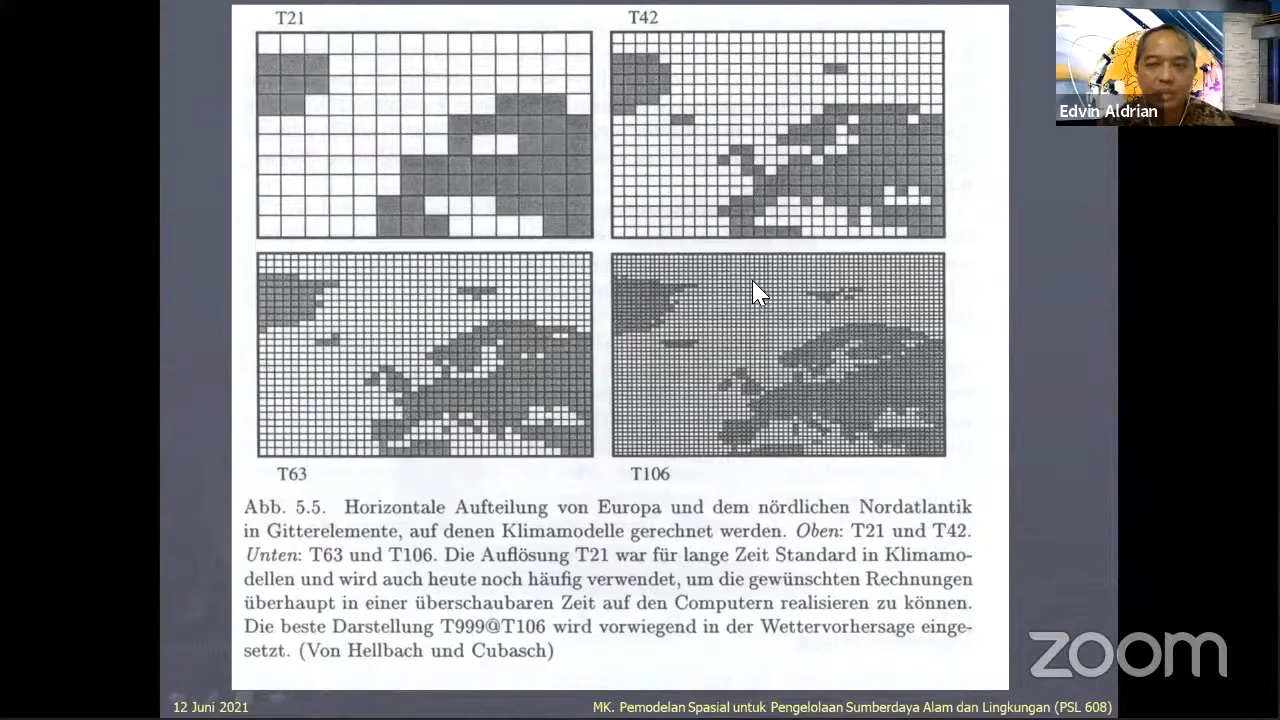 T21
T42
Edvin Aldrian
T63
T106
Abb. 5.5. Horizontale Aufteilung von Europa und dem nördlichen Nordatlantik
in Gitterelemente, auf denen Klimamodelle gerechnet werden. Oben: T21 und T42.
Unten: T63 und T106. Die Auflösung T21 war für lange Zeit Standard in Klimamo-
dellen und wird auch heute noch häufig verwendet, um die gewünschten Rechnungen
überhaupt in einer überschaubaren Zeit auf den Computern realisieren zu können.
Die beste Darstellung T999@T106 wird vorwiegend in der Wettervorhersage einge-
setzt. (Von Hellbach und Cubasch)
zoom
12 Juni 2021
MK. Pemodelan Spasial untuk Pengelolaan Sumberdaya Alam dan Lingkungan (PSL 608)